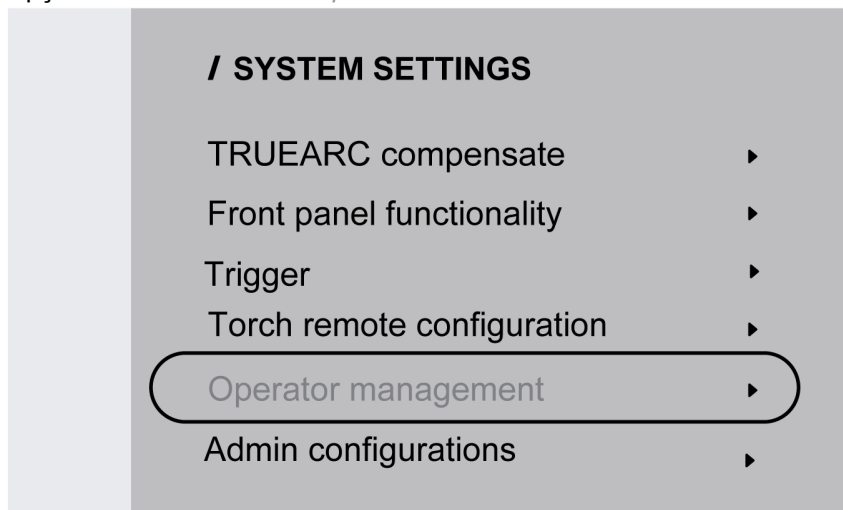 / SYSTEM SETTINGS
TRUEARC compensate
Front panel functionality
Trigger
Torch remote configuration
Operator management
Admin configurations